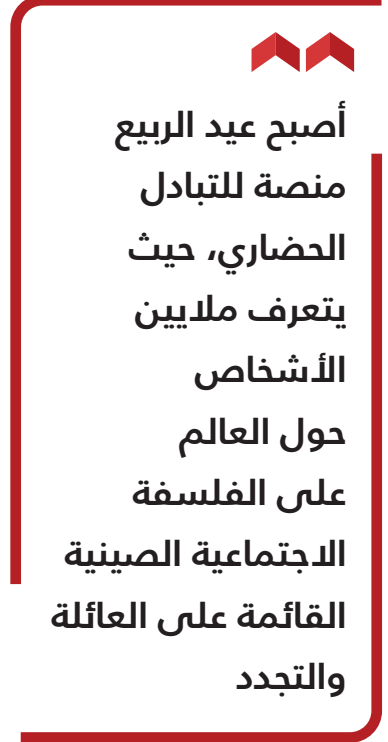 أصبح عيد الربيع
منصة للتبادل
الحضاري، حيث
يتعرف ملايين
الأشخاص
حول العالم
على الفلسفة
الاجتماعية الصينية
القائمة على العائلة
والتجدد